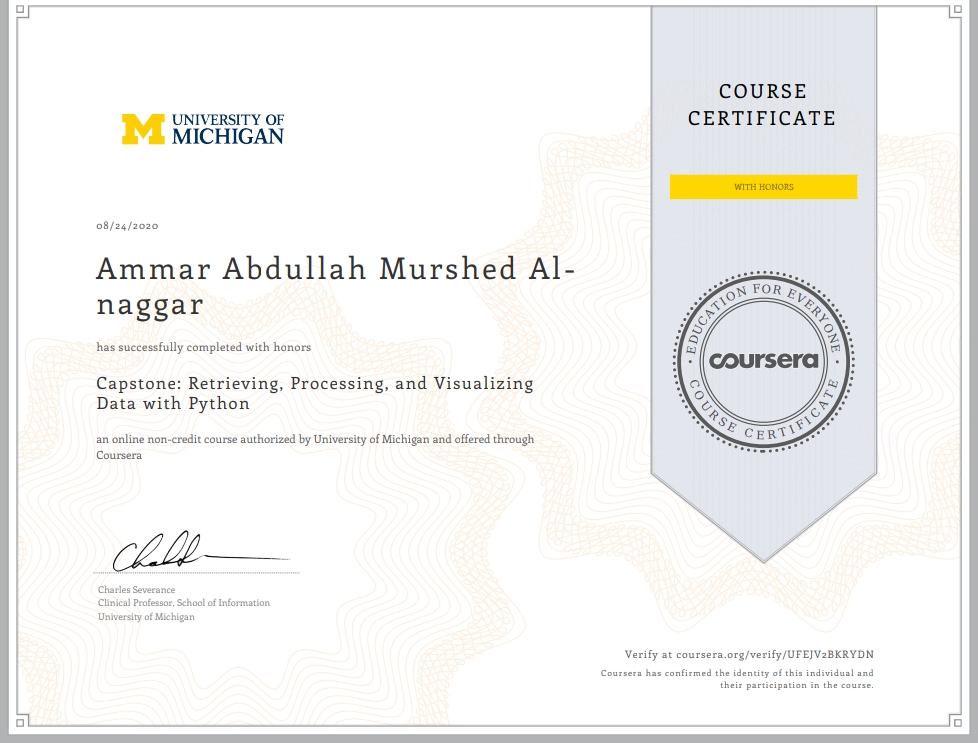 UNIVERSITY OF
MICHIGAN
COURSE
CERTIFICATE
WITH HONORS
08/24/2020
Ammar Abdullah Murshed Al-
naggar
has successfully completed with honors
Capstone: Retrieving, Processing, and Visualizing
Data with Python
an online non-credit course authorized by University of Michigan and offered through
Coursera
EDUCATION FOR EVERYONE
coursera
COURSE CERTIFICATE
Charles Severance
Clinical Professor, School of Information
University of Michigan
Verify at coursera.org/verify/UFEJV2BKRYDN
Coursera has confirmed the identity of this individual and
their participation in the course.